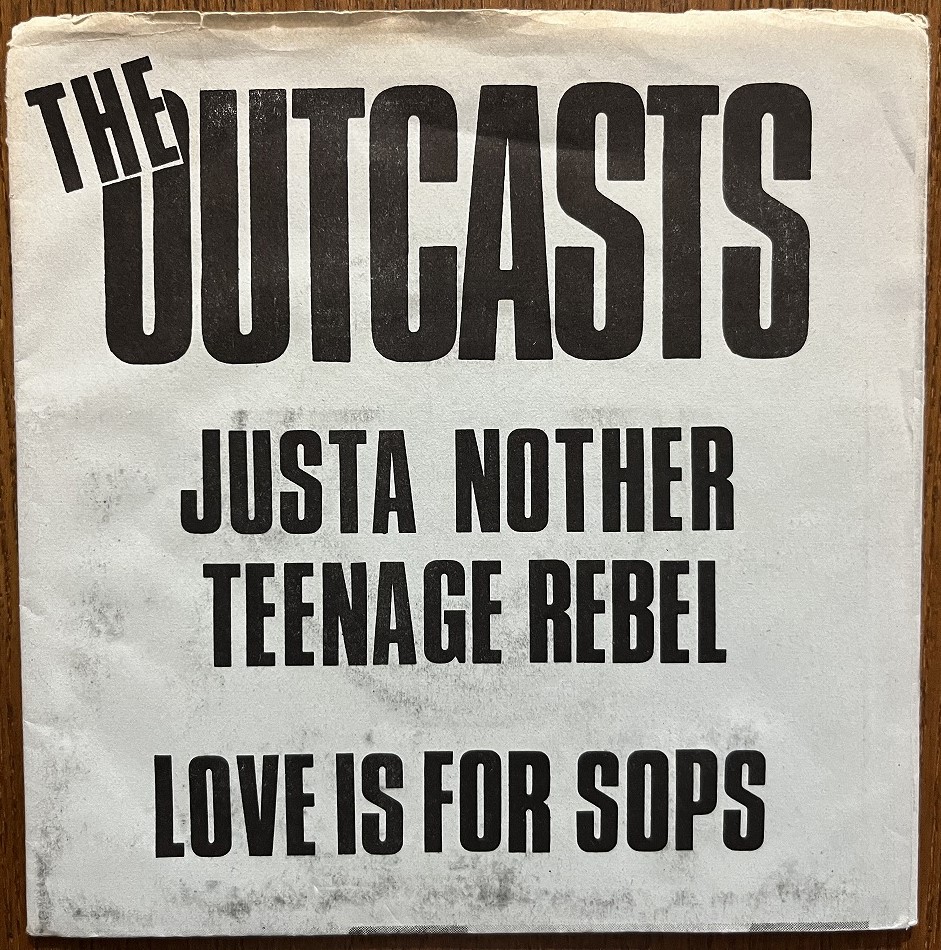 THE
OUTCASTS
JUSTA NOTHER
TEENAGE REBEL
LOVE IS FOR SOPS